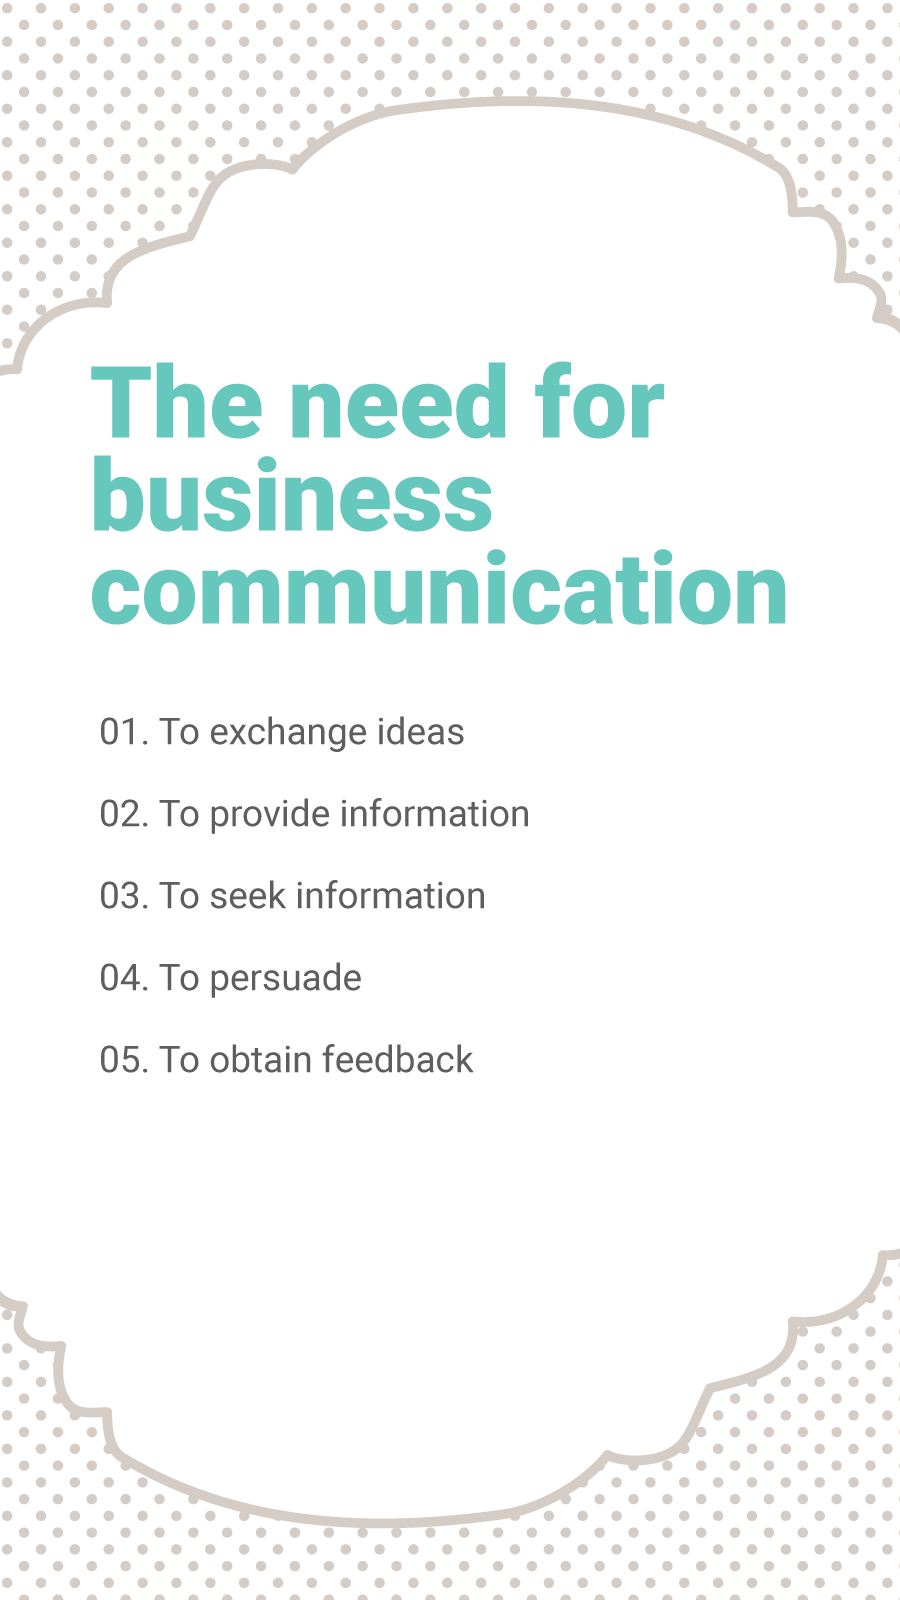 The need for
business
communication
01. To exchange ideas
02. To provide information
03. To seek information
04. To persuade
05. To obtain feedback